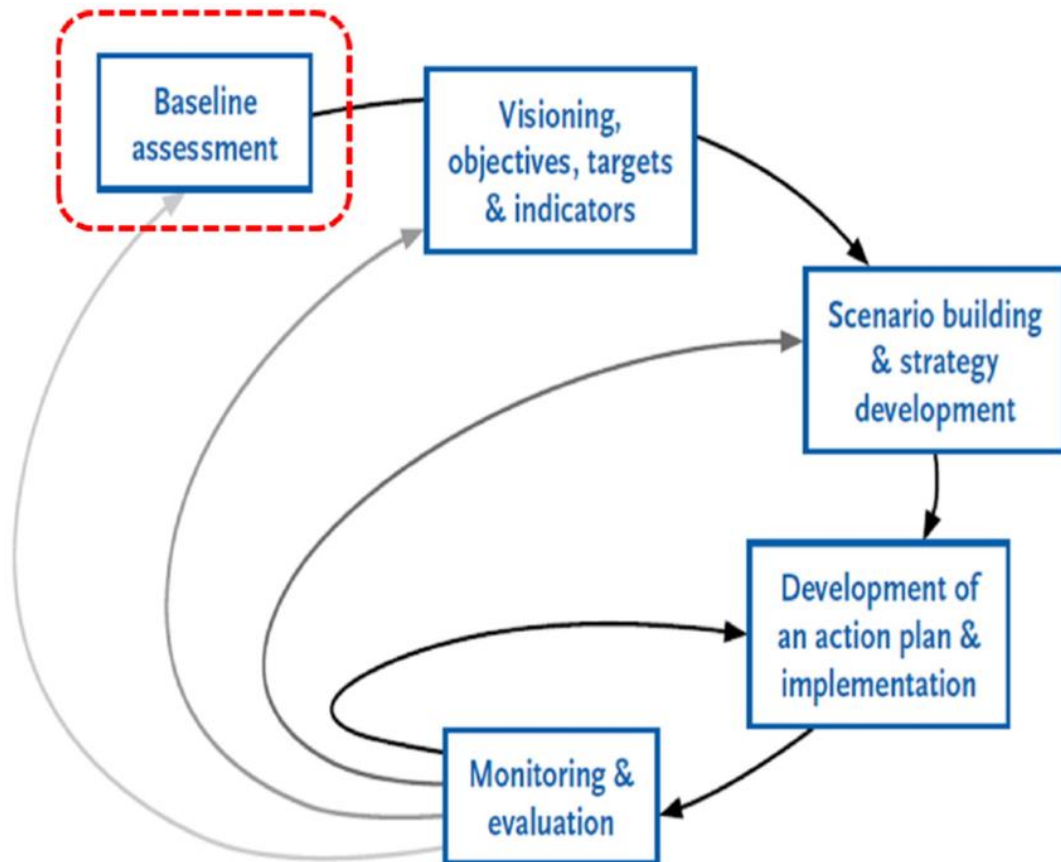 Baseline
assessment
Visioning,
objectives, targets
& indicators
Scenario building
& strategy
development
Development of
an action plan &
implementation
Monitoring &
evaluation